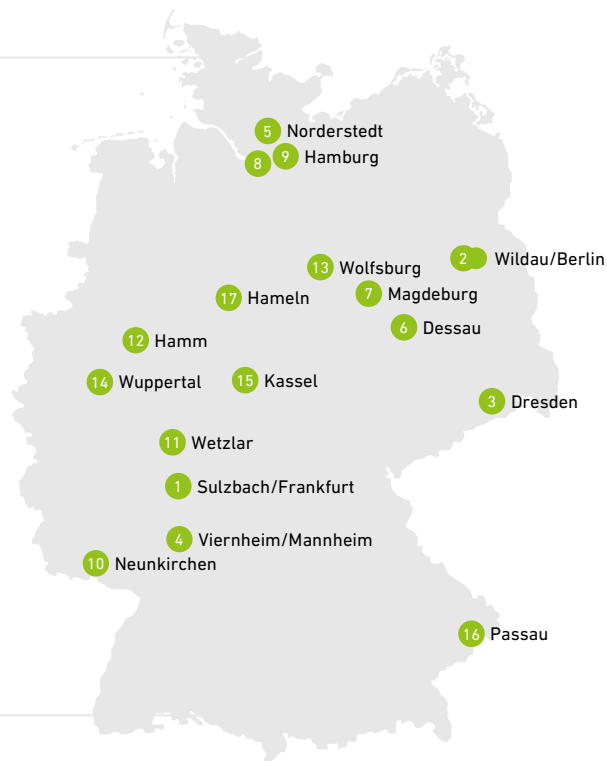 5 Norderstedt
8 9 Hamburg
2 Wildau/Berlin
13 Wolfsburg
7 Magdeburg
17 Hameln
6 Dessau
12 Hamm
14 Wuppertal
15 Kassel
3 Dresden
11 Wetzlar
1 Sulzbach/Frankfurt
4 Viernheim/Mannheim
10 Neunkirchen
16 Passau